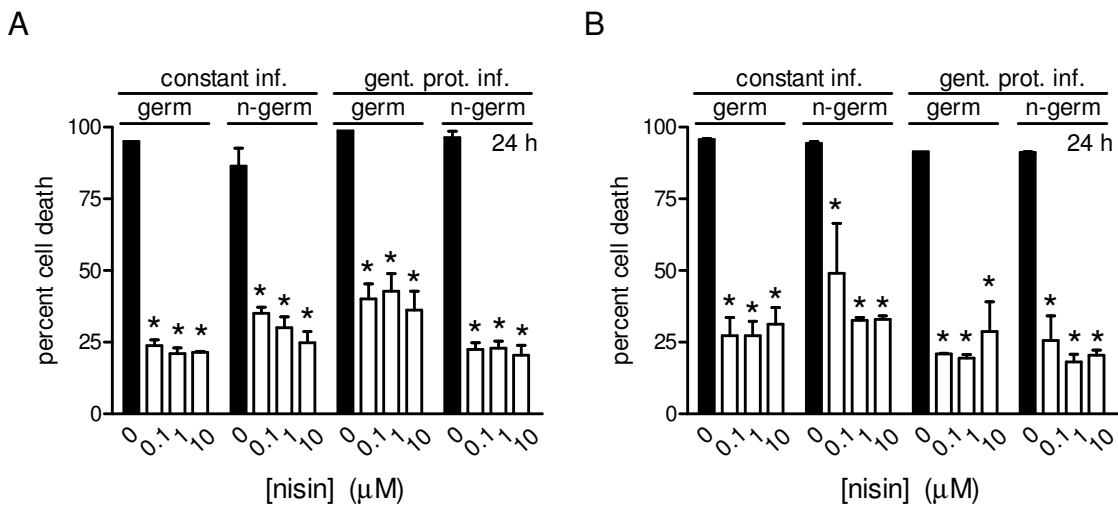 A
constant inf. gent. prot. inf.
germ n-germ germ n-germ
24 h
100
75
50
25
0
percent cell death
* * * * * * * * * * * *
0 0.1 1 10 0 0.1 1 10 0 0.1 1 10 0 0.1 1 10
[nisin] (μM)
B
constant inf. gent. prot. inf.
germ n-germ germ n-germ
24 h
100
75
50
25
0
percent cell death
* * * * * * * * * * * *
0 0.1 1 10 0 0.1 1 10 0 0.1 1 10 0 0.1 1 10
[nisin] (μM)